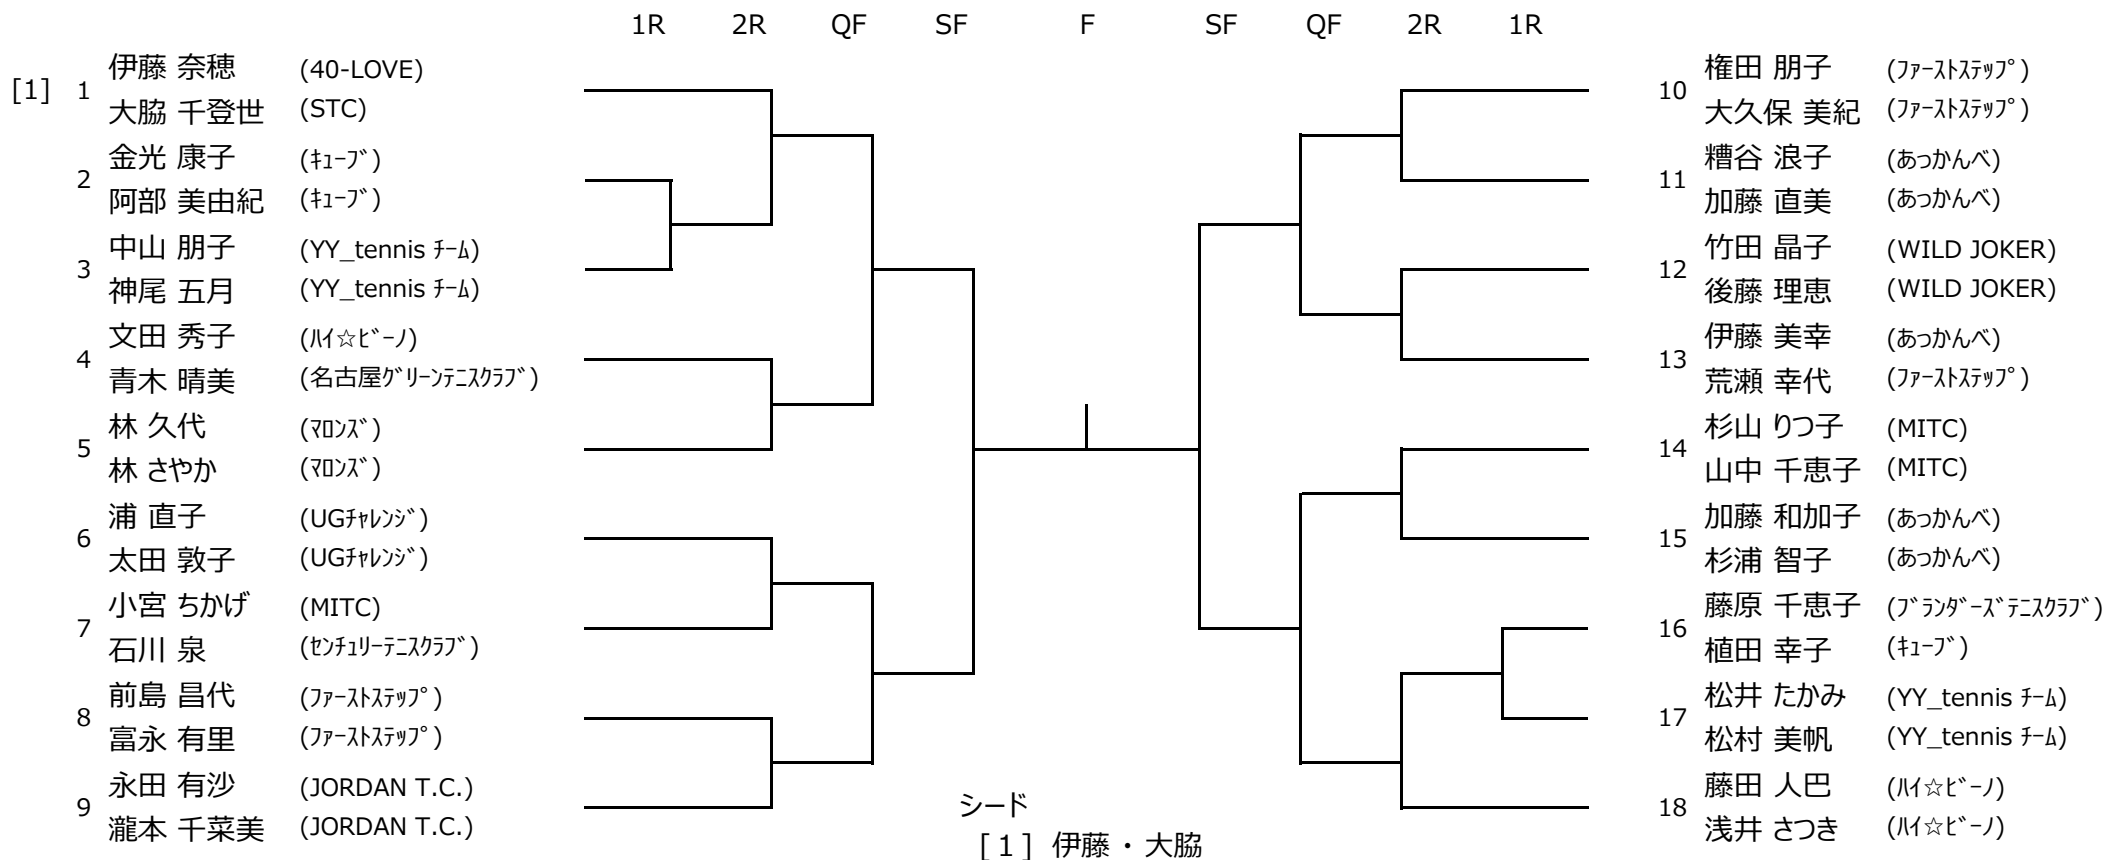 1R 2R QF SF F SF QF 2R 1R
[1] 1 伊藤 奈穂 (40-LOVE)
大脇 千登世 (STC)
2 金光 康子 (ｷｭｰﾌﾞ)
阿部 美由紀 (ｷｭｰﾌﾞ)
3 中山 朋子 (YY_tennis ﾁｰﾑ)
神尾 五月 (YY_tennis ﾁｰﾑ)
4 文田 秀子 (ﾊｲ☆ﾋﾞｰﾉ)
青木 晴美 (名古屋ｸﾞﾘｰﾝﾃﾆｽｸﾗﾌﾞ)
5 林 久代 (ﾏﾛﾝｽﾞ)
林 さやか (ﾏﾛﾝｽﾞ)
6 浦 直子 (UGﾁｬﾚﾝｼﾞ)
太田 敦子 (UGﾁｬﾚﾝｼﾞ)
7 小宮 ちかげ (MITC)
石川 泉 (ｾﾝﾁｭﾘｰﾃﾆｽｸﾗﾌﾞ)
8 前島 昌代 (ﾌｧｰｽﾄｽﾃｯﾌﾟ)
富永 有里 (ﾌｧｰｽﾄｽﾃｯﾌﾟ)
9 永田 有沙 (JORDAN T.C.)
瀧本 千菜美 (JORDAN T.C.)
10 権田 朋子 (ﾌｧｰｽﾄｽﾃｯﾌﾟ)
大久保 美紀 (ﾌｧｰｽﾄｽﾃｯﾌﾟ)
11 糟谷 浪子 (あっかんべ)
加藤 直美 (あっかんべ)
12 竹田 晶子 (WILD JOKER)
後藤 理恵 (WILD JOKER)
13 伊藤 美幸 (あっかんべ)
荒瀬 幸代 (ﾌｧｰｽﾄｽﾃｯﾌﾟ)
14 杉山 りつ子 (MITC)
山中 千恵子 (MITC)
15 加藤 和加子 (あっかんべ)
杉浦 智子 (あっかんべ)
16 藤原 千恵子 (ﾌﾞﾗﾝﾀﾞｰｽﾞﾃﾆｽｸﾗﾌﾞ)
植田 幸子 (ｷｭｰﾌﾞ)
17 松井 たかみ (YY_tennis ﾁｰﾑ)
松村 美帆 (YY_tennis ﾁｰﾑ)
18 藤田 人巴 (ﾊｲ☆ﾋﾞｰﾉ)
浅井 さつき (ﾊｲ☆ﾋﾞｰﾉ)
シード
[１] 伊藤・大脇